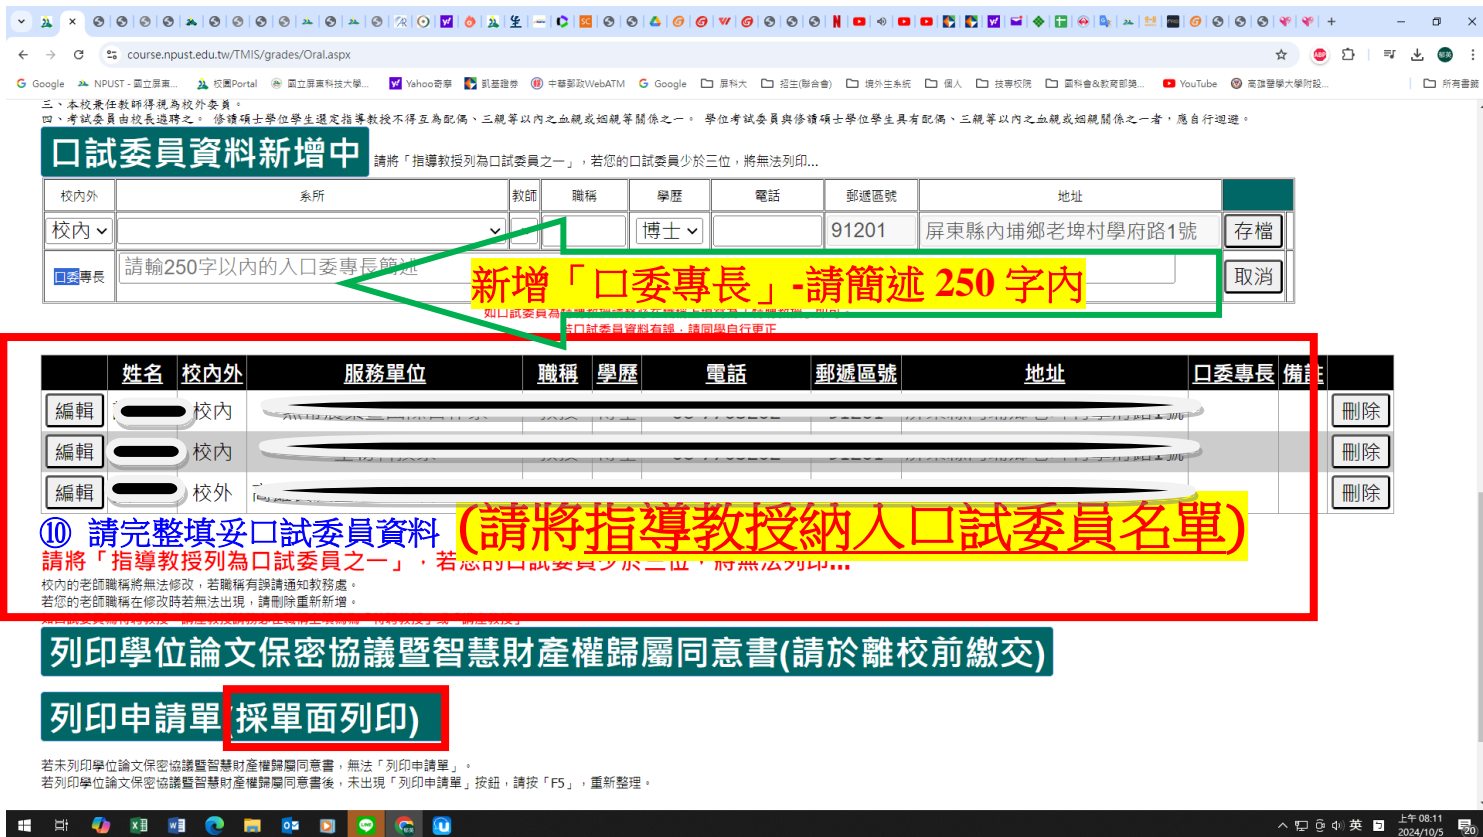 course.npust.edu.tw/TMIS/grades/Oral.aspx
Google NPUST - 國立屏東... 校園Portal 國立屏東科技大學... Yahoo奇摩 凱基證券 中華郵政WebATM Google 屏科大 招生(聯合會) 境外生系統 個人 技專校院 國科會&教育部獎... YouTube 高雄醫學大學附設... 所有書籤
三、本校兼任教師得視為校外委員。
四、考試委員由校長遴聘之。 修讀碩士學位學生選定指導教授不得互為配偶、三親等以內之血親或姻親等關係之一。 學位考試委員與修讀碩士學位學生具有配偶、三親等以內之血親或姻親關係之一者，應自行迴避。
口試委員資料新增中 請將「指導教授列為口試委員之一」，若您的口試委員少於三位，將無法列印...
校內外 系所 教師 職稱 學歷 電話 郵遞區號 地址
校內 博士 91201 屏東縣內埔鄉老埤村學府路1號 存檔
口委專長 請輸250字以內的入口委專長簡述 取消
新增「口委專長」-請簡述 250 字內
若口試委員資料有誤，請同學自行更正
姓名 校內外 服務單位 職稱 學歷 電話 郵遞區號 地址 口委專長 備註
編輯 校內 刪除
編輯 校內 刪除
編輯 校外 刪除
⑩ 請完整填妥口試委員資料 (請將指導教授納入口試委員名單)
請將「指導教授列為口試委員之一」，若您的口試委員少於三位，將無法列印...
校內的老師職稱將無法修改，若職稱有誤請通知教務處。
若您的老師職稱在修改時若無法出現，請刪除重新新增。
列印學位論文保密協議暨智慧財產權歸屬同意書(請於離校前繳交)
列印申請單(採單面列印)
若未列印學位論文保密協議暨智慧財產權歸屬同意書，無法「列印申請單」。
若列印學位論文保密協議暨智慧財產權歸屬同意書後，未出現「列印申請單」按鈕，請按「F5」，重新整理。
英
上午 08:11
2024/10/5
20